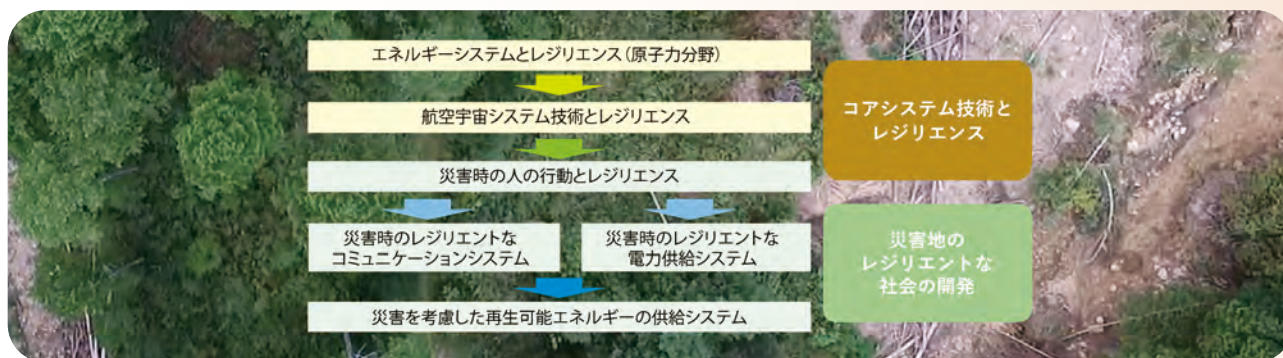 エネルギーシステムとレジリエンス（原子力分野）
航空宇宙システム技術とレジリエンス
災害時の人の行動とレジリエンス
災害時のレジリエントな
コミュニケーションシステム
災害時のレジリエントな
電力供給システム
災害を考慮した再生可能エネルギーの供給システム
コアシステム技術と
レジリエンス
災害地の
レジリエントな
社会の開発